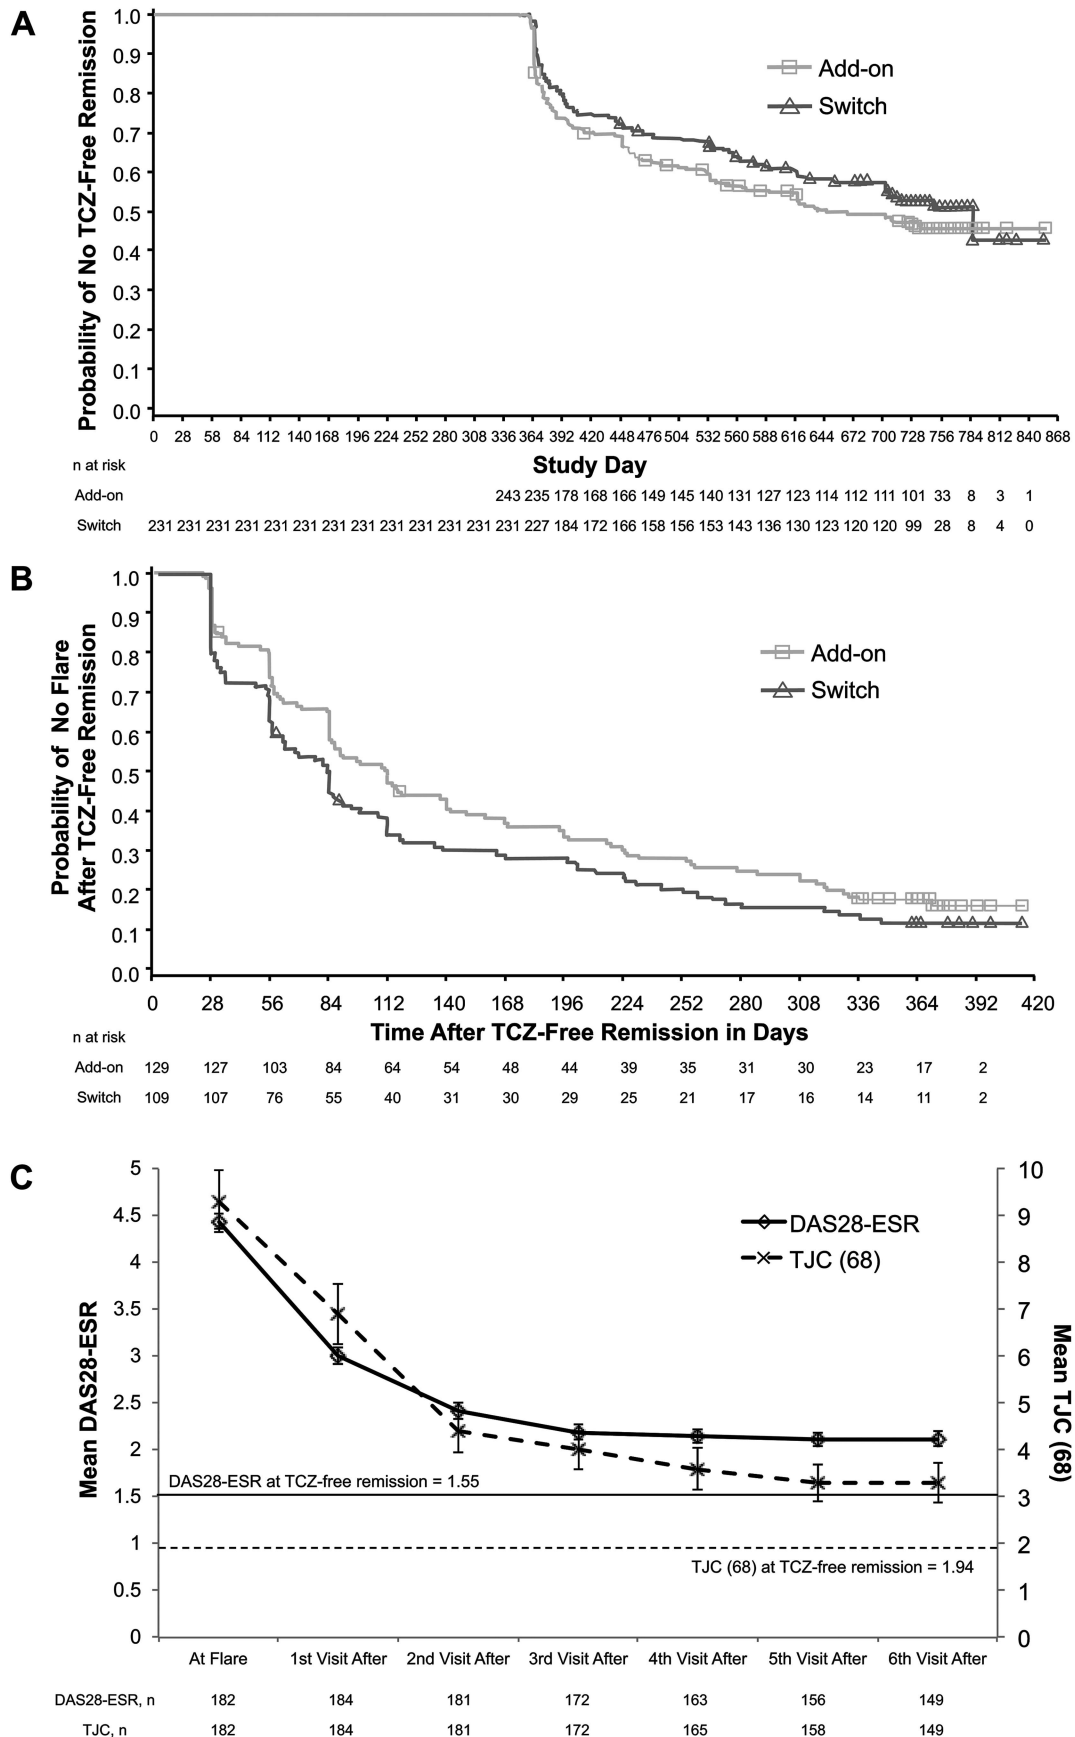 A
Probability of No TCZ-Free Remission
1.0
0.9
0.8
0.7
0.6
0.5
0.4
0.3
0.2
0.1
0.0
Add-on
Switch
0 28 58 84 112 140 168 196 224 252 280 308 336 364 392 420 448 476 504 532 560 588 616 644 672 700 728 756 784 812 840 868
Study Day
n at risk
Add-on 243 235 178 168 166 149 145 140 131 127 123 114 112 111 101 33 8 3 1
Switch 231 231 231 231 231 231 231 231 231 231 231 231 231 227 184 172 166 158 156 153 143 136 130 123 120 120 99 28 8 4 0
B
Probability of No Flare
After TCZ-Free Remission
1.0
0.9
0.8
0.7
0.6
0.5
0.4
0.3
0.2
0.1
0.0
Add-on
Switch
0 28 56 84 112 140 168 196 224 252 280 308 336 364 392 420
Time After TCZ-Free Remission in Days
n at risk
Add-on 129 127 103 84 64 54 48 44 39 35 31 30 23 17 2
Switch 109 107 76 55 40 31 30 29 25 21 17 16 14 11 2
C
Mean DAS28-ESR
5
4.5
4
3.5
3
2.5
2
1.5
1
0.5
0
DAS28-ESR
TJC (68)
DAS28-ESR at TCZ-free remission = 1.55
TJC (68) at TCZ-free remission = 1.94
10
9
8
7
6
5
4
3
2
1
0
Mean TJC (68)
At Flare 1st Visit After 2nd Visit After 3rd Visit After 4th Visit After 5th Visit After 6th Visit After
DAS28-ESR, n 182 184 181 172 163 156 149
TJC, n 182 184 181 172 165 158 149